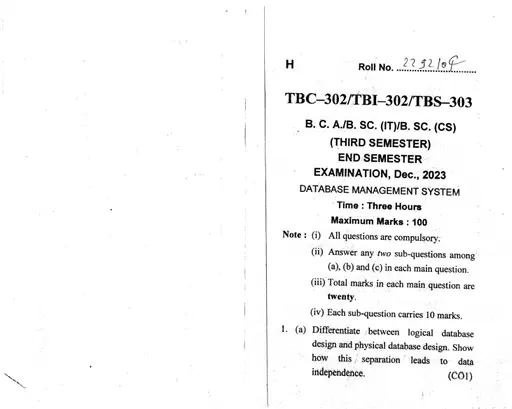 H
Roll No.
TBC–302/TBI–302/TBS–303
B. C. A./B. SC. (IT)/B. SC. (CS)
(THIRD SEMESTER)
END SEMESTER
EXAMINATION, Dec., 2023
DATABASE MANAGEMENT SYSTEM
Time : Three Hours
Maximum Marks : 100
Note : (i) All questions are compulsory.
(ii) Answer any two sub-questions among
(a), (b) and (c) in each main question.
(iii) Total marks in each main question are
twenty.
(iv) Each sub-question carries 10 marks.
1. (a) Differentiate between logical database
design and physical database design. Show
how this separation leads to data
independence. (CO1)